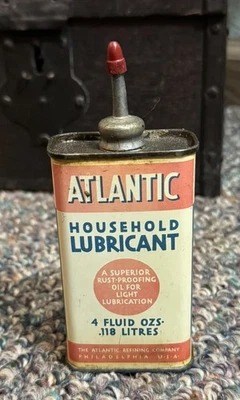 ATLANTIC
HOUSEHOLD
LUBRICANT
A SUPERIOR
RUST-PROOFING
OIL FOR
LIGHT
LUBRICATION
4 FLUID OZS.
.118 LITRES
THE ATLANTIC REFINING COMPANY
PHILADELPHIA U.S.A.